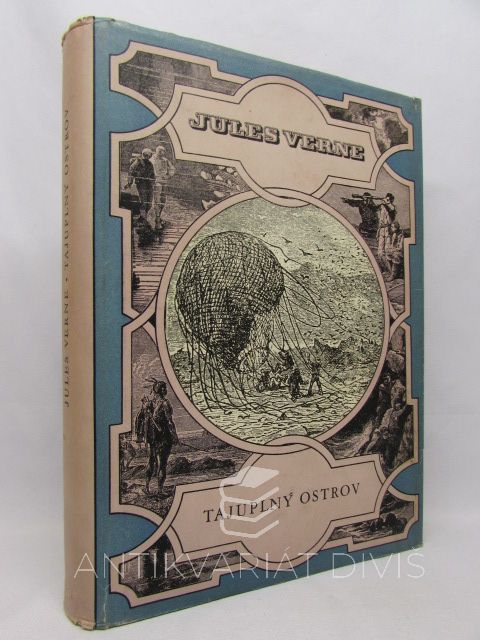 JULES VERNE
TAJUPLNÝ OSTROV
JULES VERNE • TAJUPLNÝ OSTROV
ANTIKVARIÁT DIVIŠ